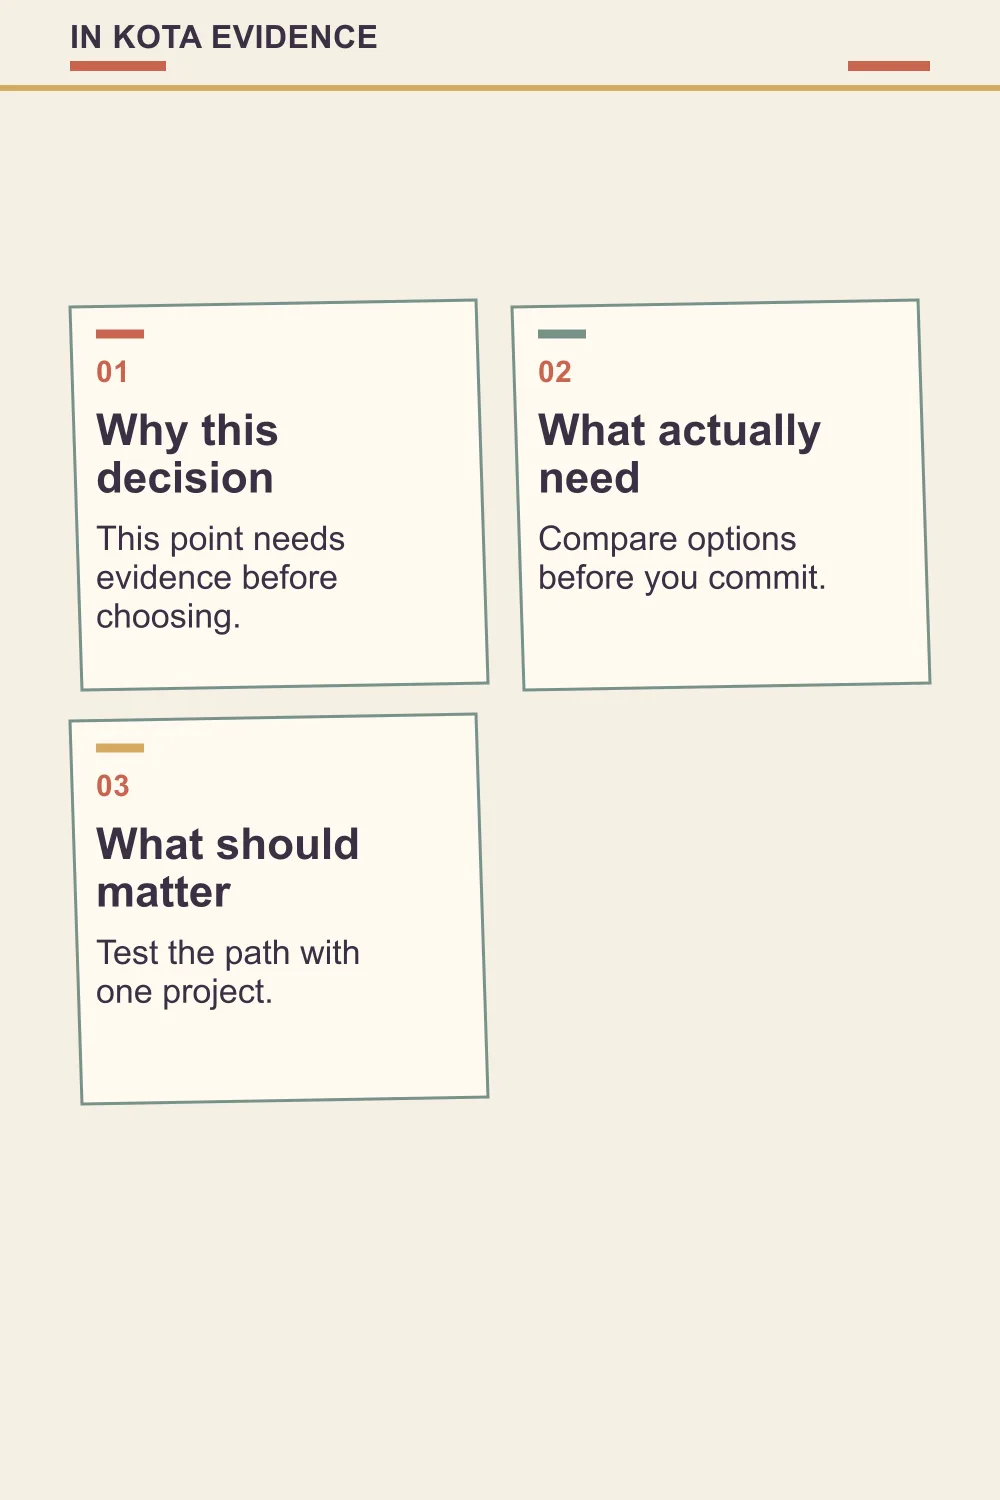 IN KOTA EVIDENCE
01
Why this
decision
This point needs
evidence before
choosing.
02
What actually
need
Compare options
before you commit.
03
What should
matter
Test the path with
one project.